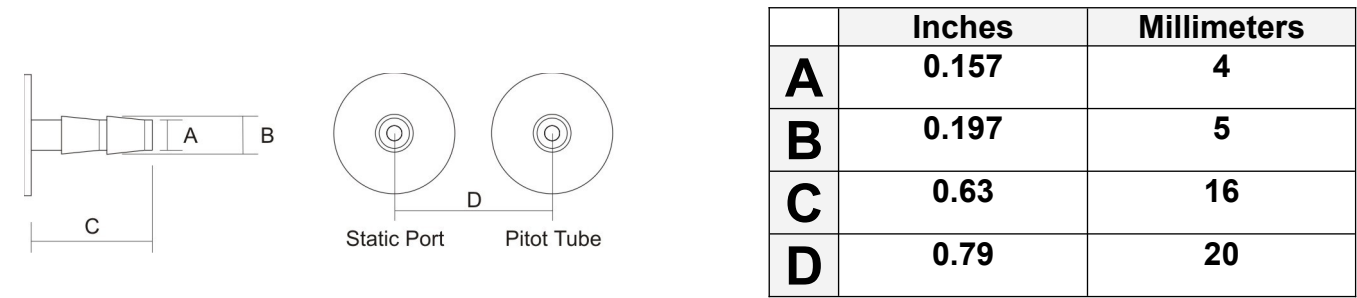 A
B
C
D
Static Port
Pitot Tube
Inches Millimeters
A 0.157 4
B 0.197 5
C 0.63 16
D 0.79 20